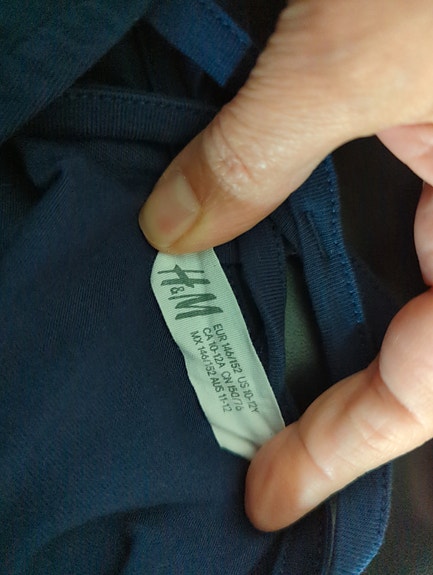 H&M
EUR 146/152 US 10-12Y
CA 10-12A CN 150/76
MX 146/152 AUS 11-12